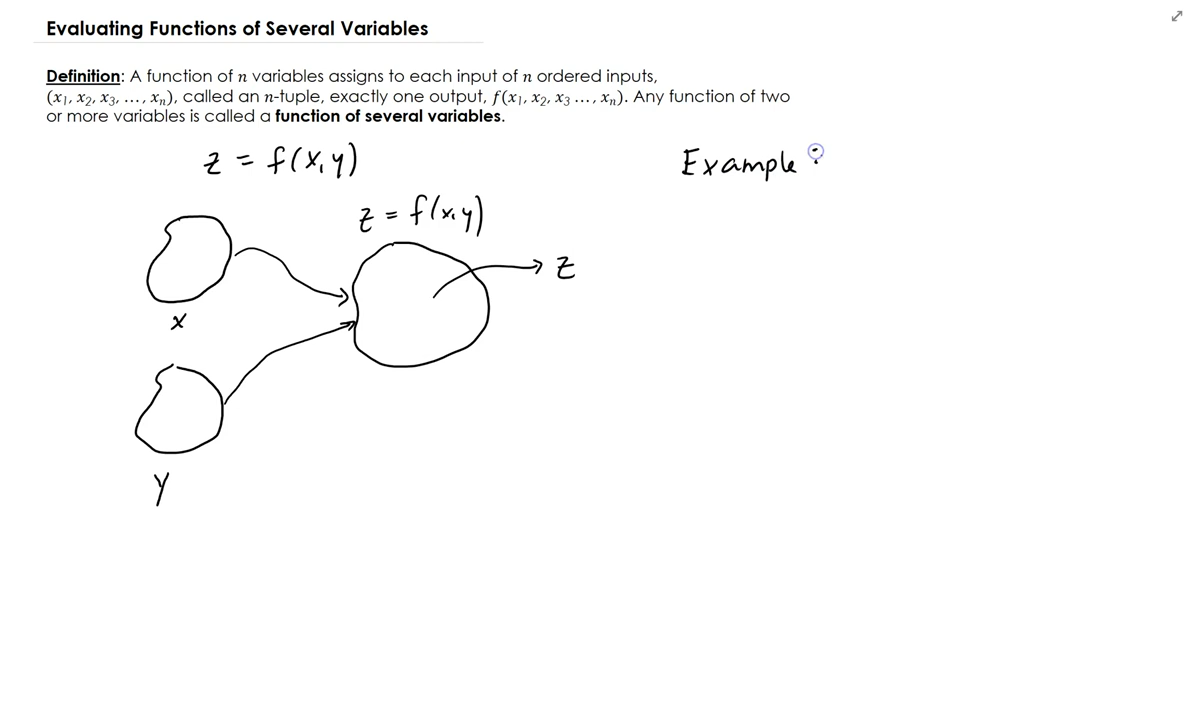 Evaluating Functions of Several Variables
Definition: A function of n variables assigns to each input of n ordered inputs,
(x₁, x₂, x₃, …, xₙ), called an n-tuple, exactly one output, f(x₁, x₂, x₃ …, xₙ). Any function of two
or more variables is called a function of several variables.
z = f(x, y)
Example:
z = f(x, y)
z
x
y